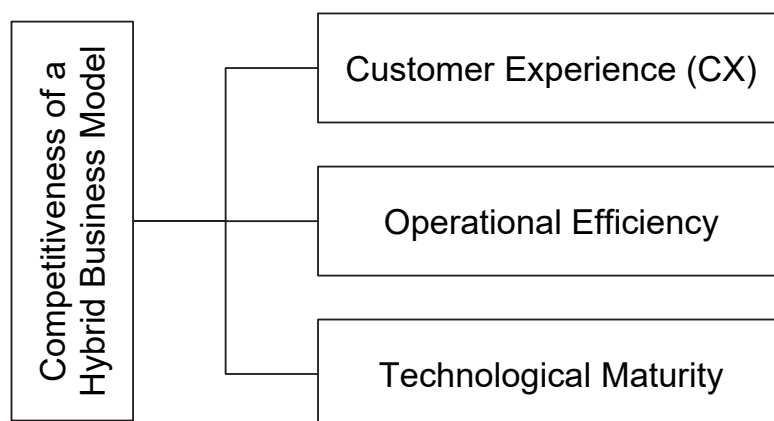 Competitiveness of a
Hybrid Business Model
Customer Experience (CX)
Operational Efficiency
Technological Maturity